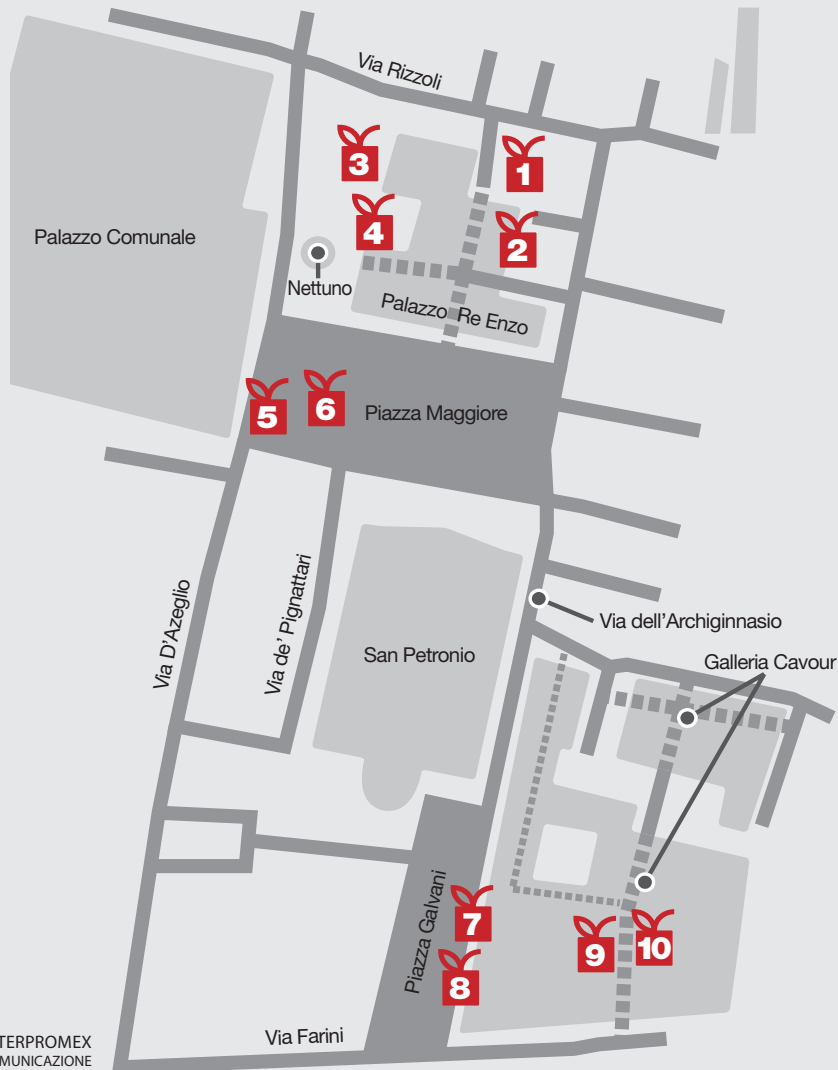 Via Rizzoli
3
1
4
2
Palazzo Comunale
Nettuno
Palazzo Re Enzo
5
6
Piazza Maggiore
Via D'Azeglio
Via de' Pignattari
San Petronio
Via dell'Archiginnasio
Galleria Cavour
Piazza Galvani
7
8
9
10
Via Farini
TERPROMEX
MUNICAZIONE